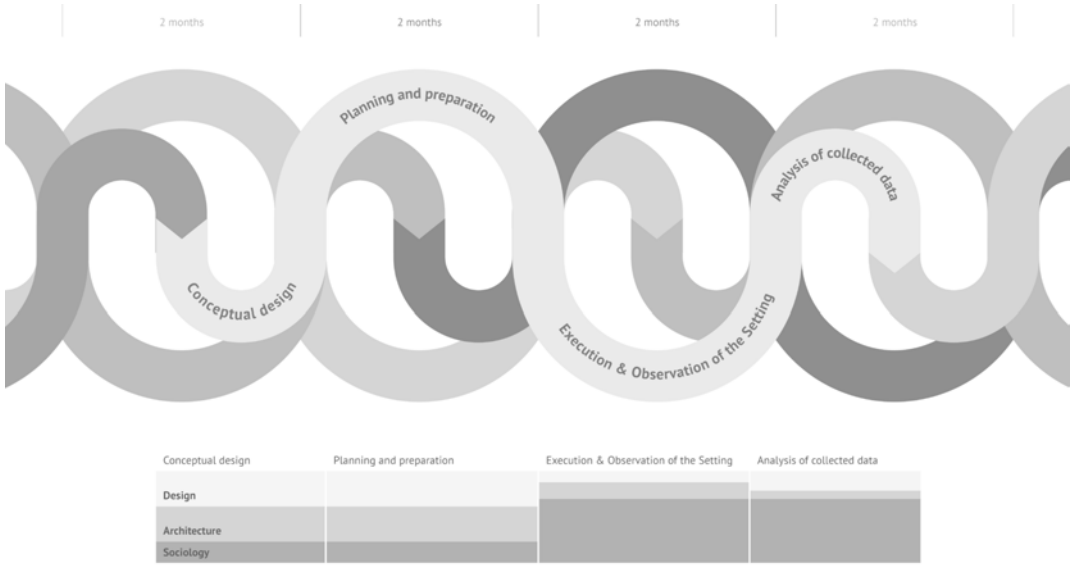 2 months
2 months
2 months
2 months
Planning and preparation
Analysis of collected data
Conceptual design
Execution & Observation of the Setting
Conceptual design
Planning and preparation
Execution & Observation of the Setting
Analysis of collected data
Design
Architecture
Sociology